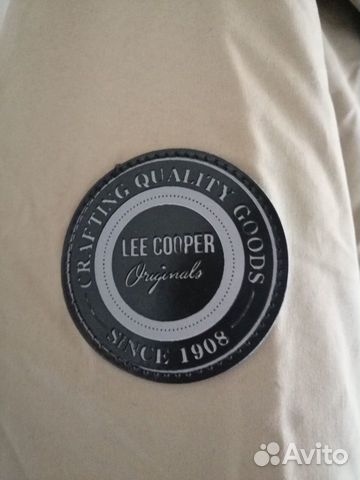 CRAFTING QUALITY GOODS
LEE COOPER
Originals
SINCE 1908
Avito